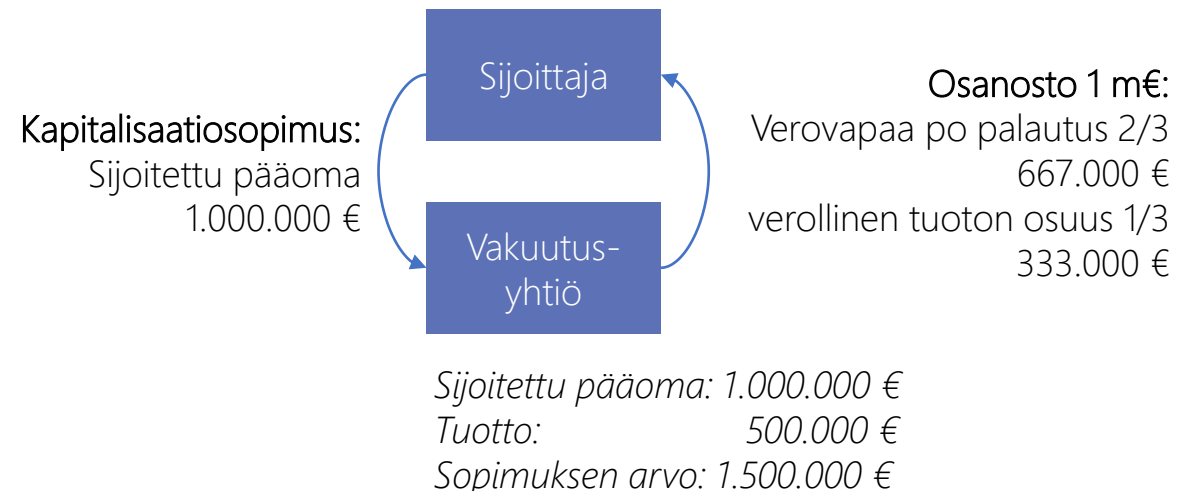 Sijoittaja
Kapitalisaatiosopimus:
Sijoitettu pääoma
1.000.000 €
Osanosto 1 m€:
Verovapaa po palautus 2/3
667.000 €
verollinen tuoton osuus 1/3
333.000 €
Vakuutus-
yhtiö
Sijoitettu pääoma: 1.000.000 €
Tuotto: 500.000 €
Sopimuksen arvo: 1.500.000 €